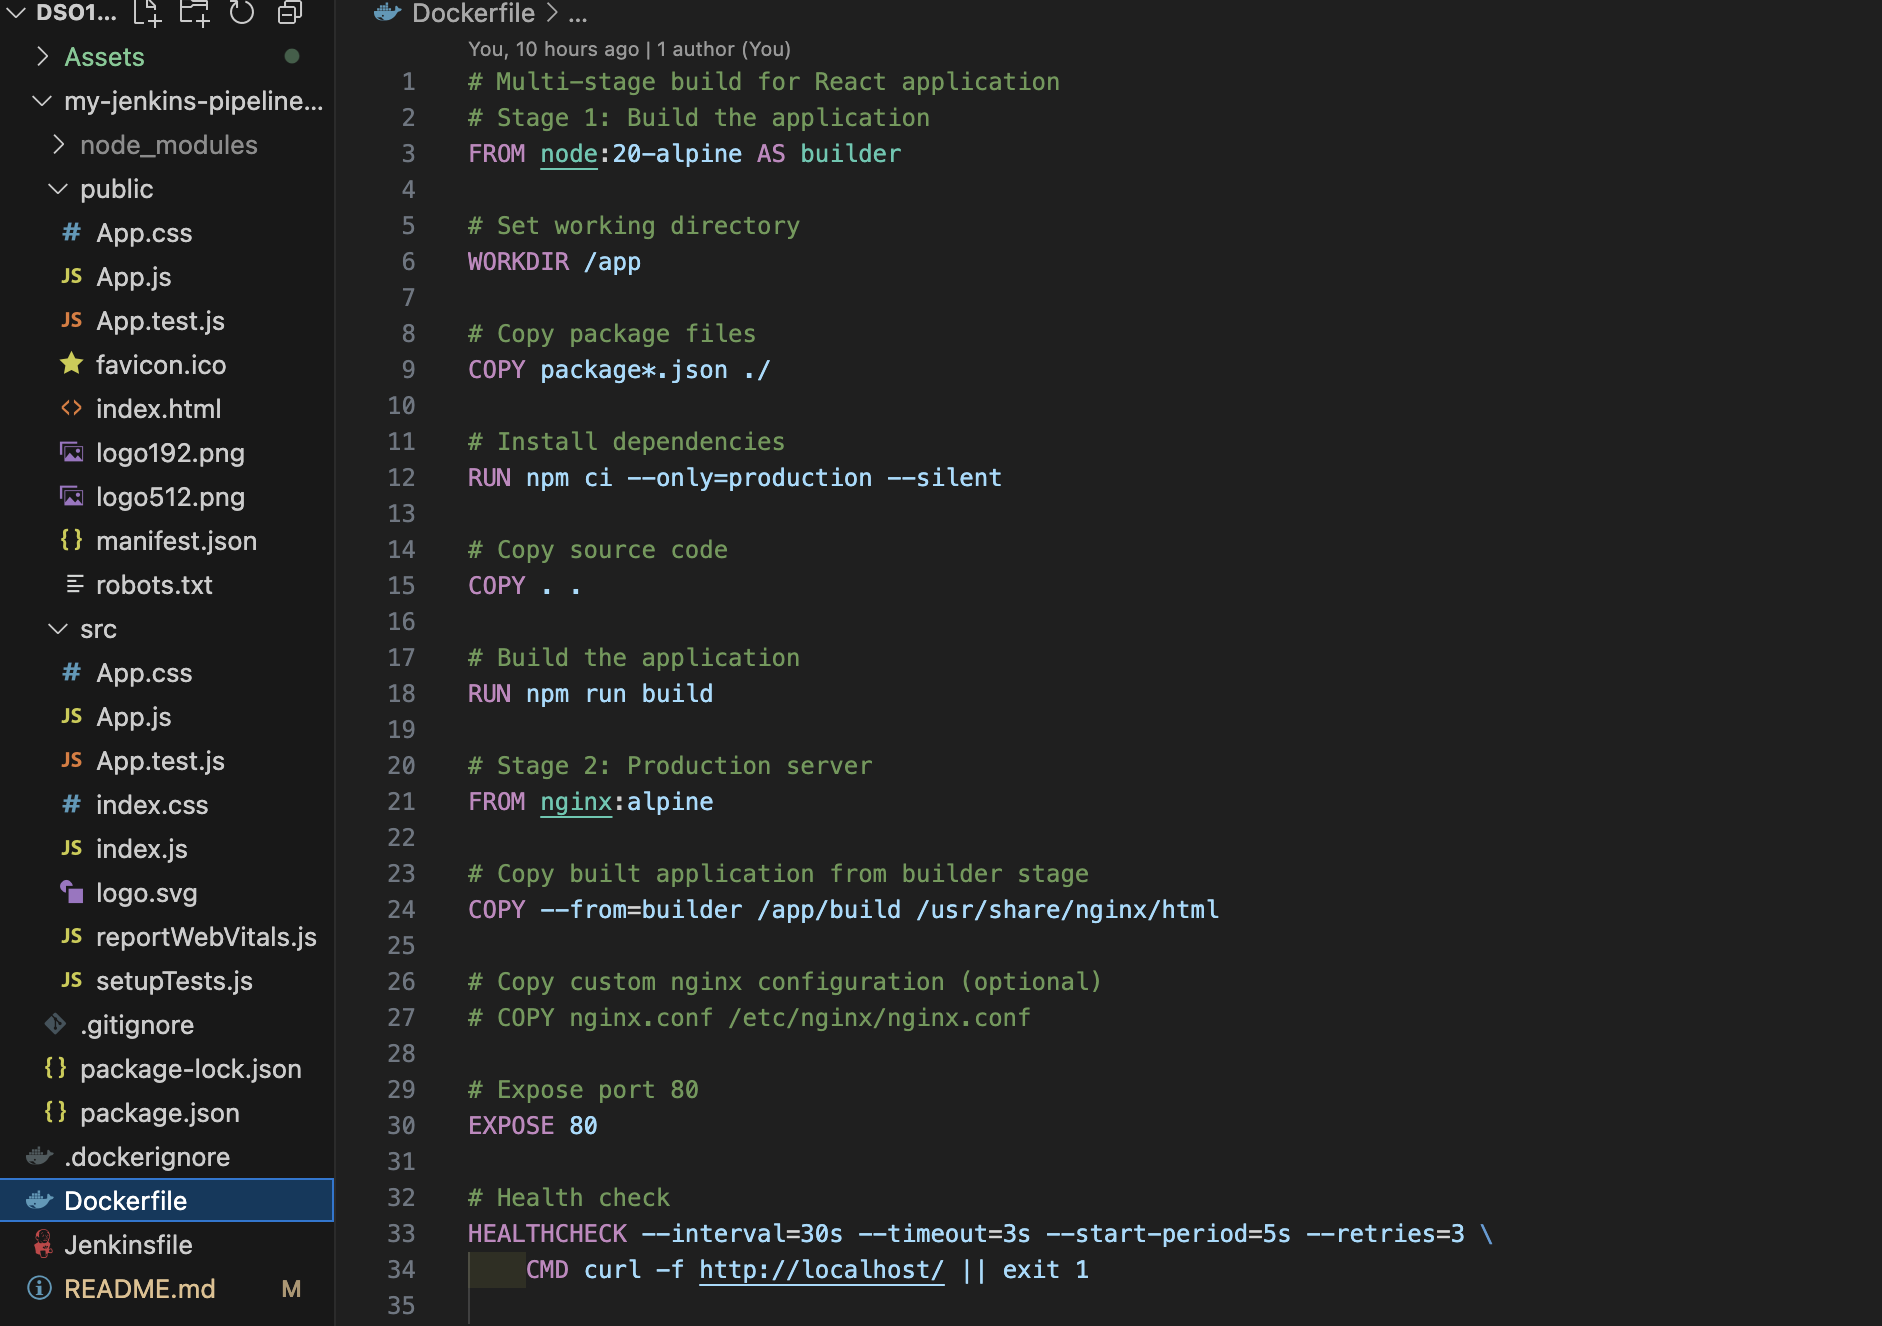 DSO1...
Assets
my-jenkins-pipeline...
node_modules
public
# App.css
JS App.js
JS App.test.js
favicon.ico
<> index.html
logo192.png
logo512.png
{} manifest.json
robots.txt
src
# App.css
JS App.js
JS App.test.js
# index.css
JS index.js
logo.svg
JS reportWebVitals.js
JS setupTests.js
.gitignore
{} package-lock.json
{} package.json
.dockerignore
Dockerfile
Jenkinsfile
README.md M
Dockerfile > ...
You, 10 hours ago | 1 author (You)
1 # Multi-stage build for React application
2 # Stage 1: Build the application
3 FROM node:20-alpine AS builder
4
5 # Set working directory
6 WORKDIR /app
7
8 # Copy package files
9 COPY package*.json ./
10
11 # Install dependencies
12 RUN npm ci --only=production --silent
13
14 # Copy source code
15 COPY . .
16
17 # Build the application
18 RUN npm run build
19
20 # Stage 2: Production server
21 FROM nginx:alpine
22
23 # Copy built application from builder stage
24 COPY --from=builder /app/build /usr/share/nginx/html
25
26 # Copy custom nginx configuration (optional)
27 # COPY nginx.conf /etc/nginx/nginx.conf
28
29 # Expose port 80
30 EXPOSE 80
31
32 # Health check
33 HEALTHCHECK --interval=30s --timeout=3s --start-period=5s --retries=3 \
34     CMD curl -f http://localhost/ || exit 1
35